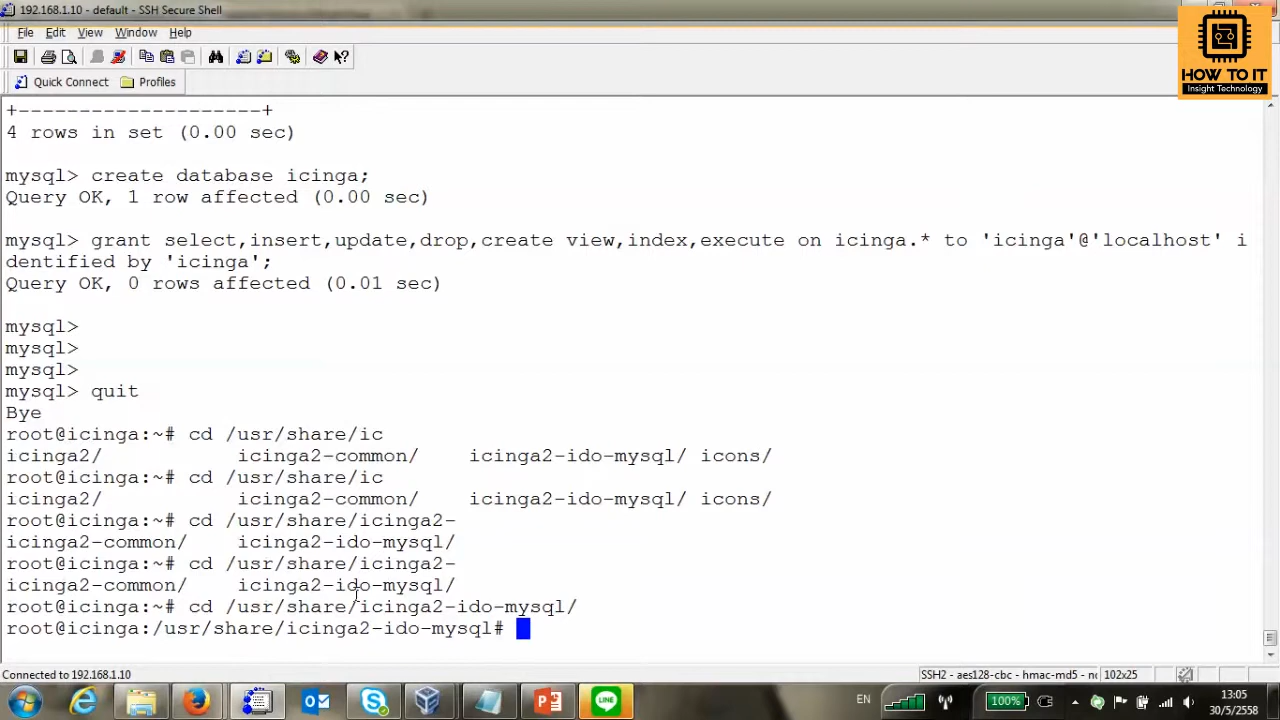 192.168.1.10 - default - SSH Secure Shell
File Edit View Window Help
Quick Connect Profiles
HOW TO IT
Insight Technology
+--------------------+
4 rows in set (0.00 sec)
mysql> create database icinga;
Query OK, 1 row affected (0.00 sec)
mysql> grant select,insert,update,drop,create view,index,execute on icinga.* to 'icinga'@'localhost' i
dentified by 'icinga';
Query OK, 0 rows affected (0.01 sec)
mysql>
mysql>
mysql>
mysql> quit
Bye
root@icinga:~# cd /usr/share/ic
icinga2/ icinga2-common/ icinga2-ido-mysql/ icons/
root@icinga:~# cd /usr/share/ic
icinga2/ icinga2-common/ icinga2-ido-mysql/ icons/
root@icinga:~# cd /usr/share/icinga2-
icinga2-common/ icinga2-ido-mysql/
root@icinga:~# cd /usr/share/icinga2-
icinga2-common/ icinga2-ido-mysql/
root@icinga:~# cd /usr/share/icinga2-ido-mysql/
root@icinga:/usr/share/icinga2-ido-mysql#
Connected to 192.168.1.10 SSH2 - aes128-cbc - hmac-md5 - nc 102x25
EN 100% 13:05
30/5/2558
LINE